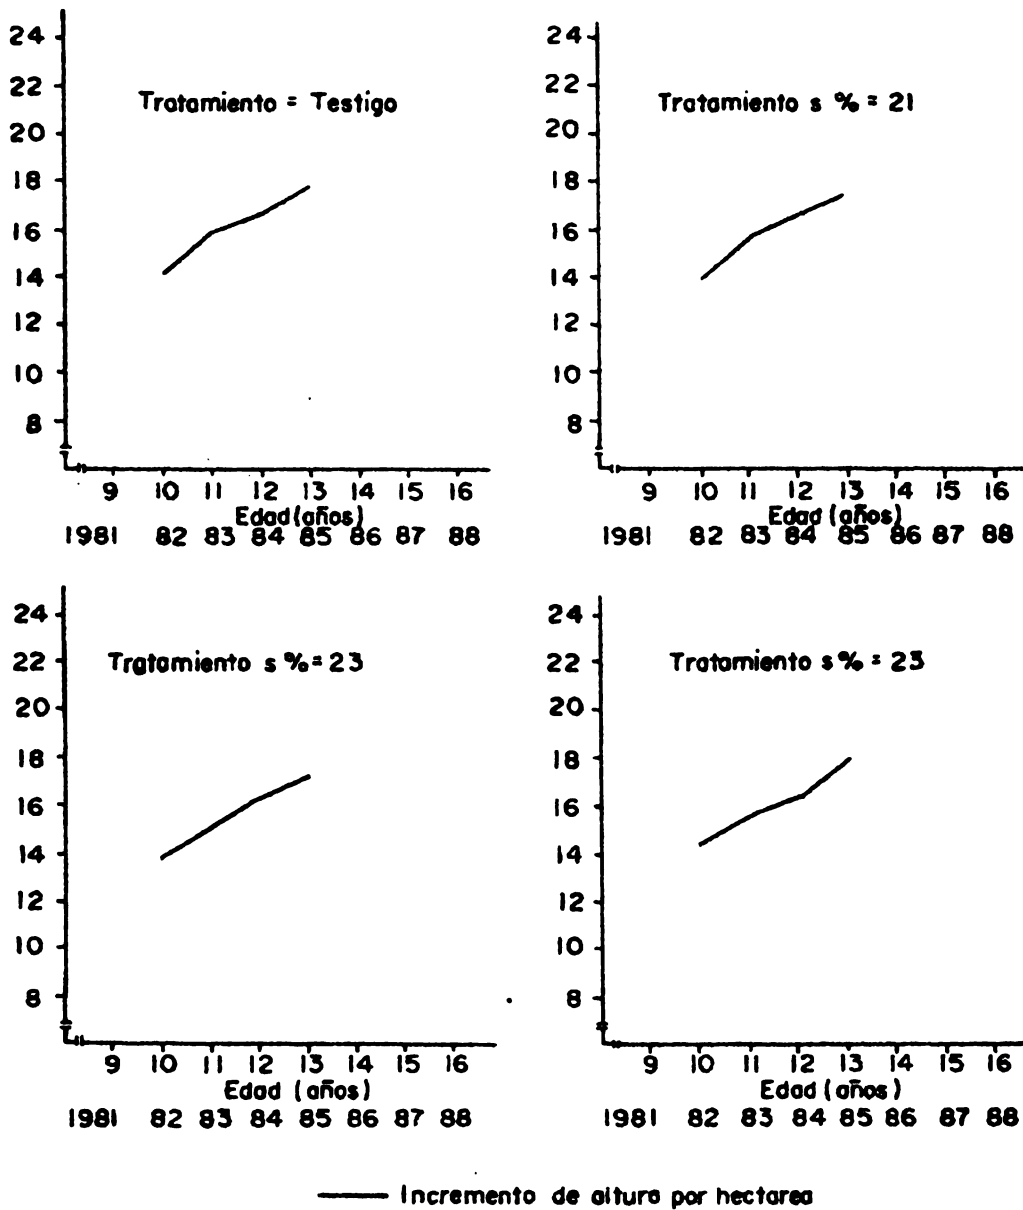 24
22
Tratamiento = Testigo
20
18
16
14
12
10
8
9 10 11 12 13 14 15 16
Edad (años)
1981 82 83 84 85 86 87 88
24
22
Tratamiento s % = 21
20
18
16
14
12
10
8
9 10 11 12 13 14 15 16
Edad (años)
1981 82 83 84 85 86 87 88
24
22 Tratamiento s % = 23
20
18
16
14
12
10
8
9 10 11 12 13 14 15 16
Edad (años)
1981 82 83 84 85 86 87 88
24
22 Tratamiento s % = 23
20
18
16
14
12
10
8
9 10 11 12 13 14 15 16
Edad (años)
1981 82 83 84 85 86 87 88
Incremento de altura por hectarea